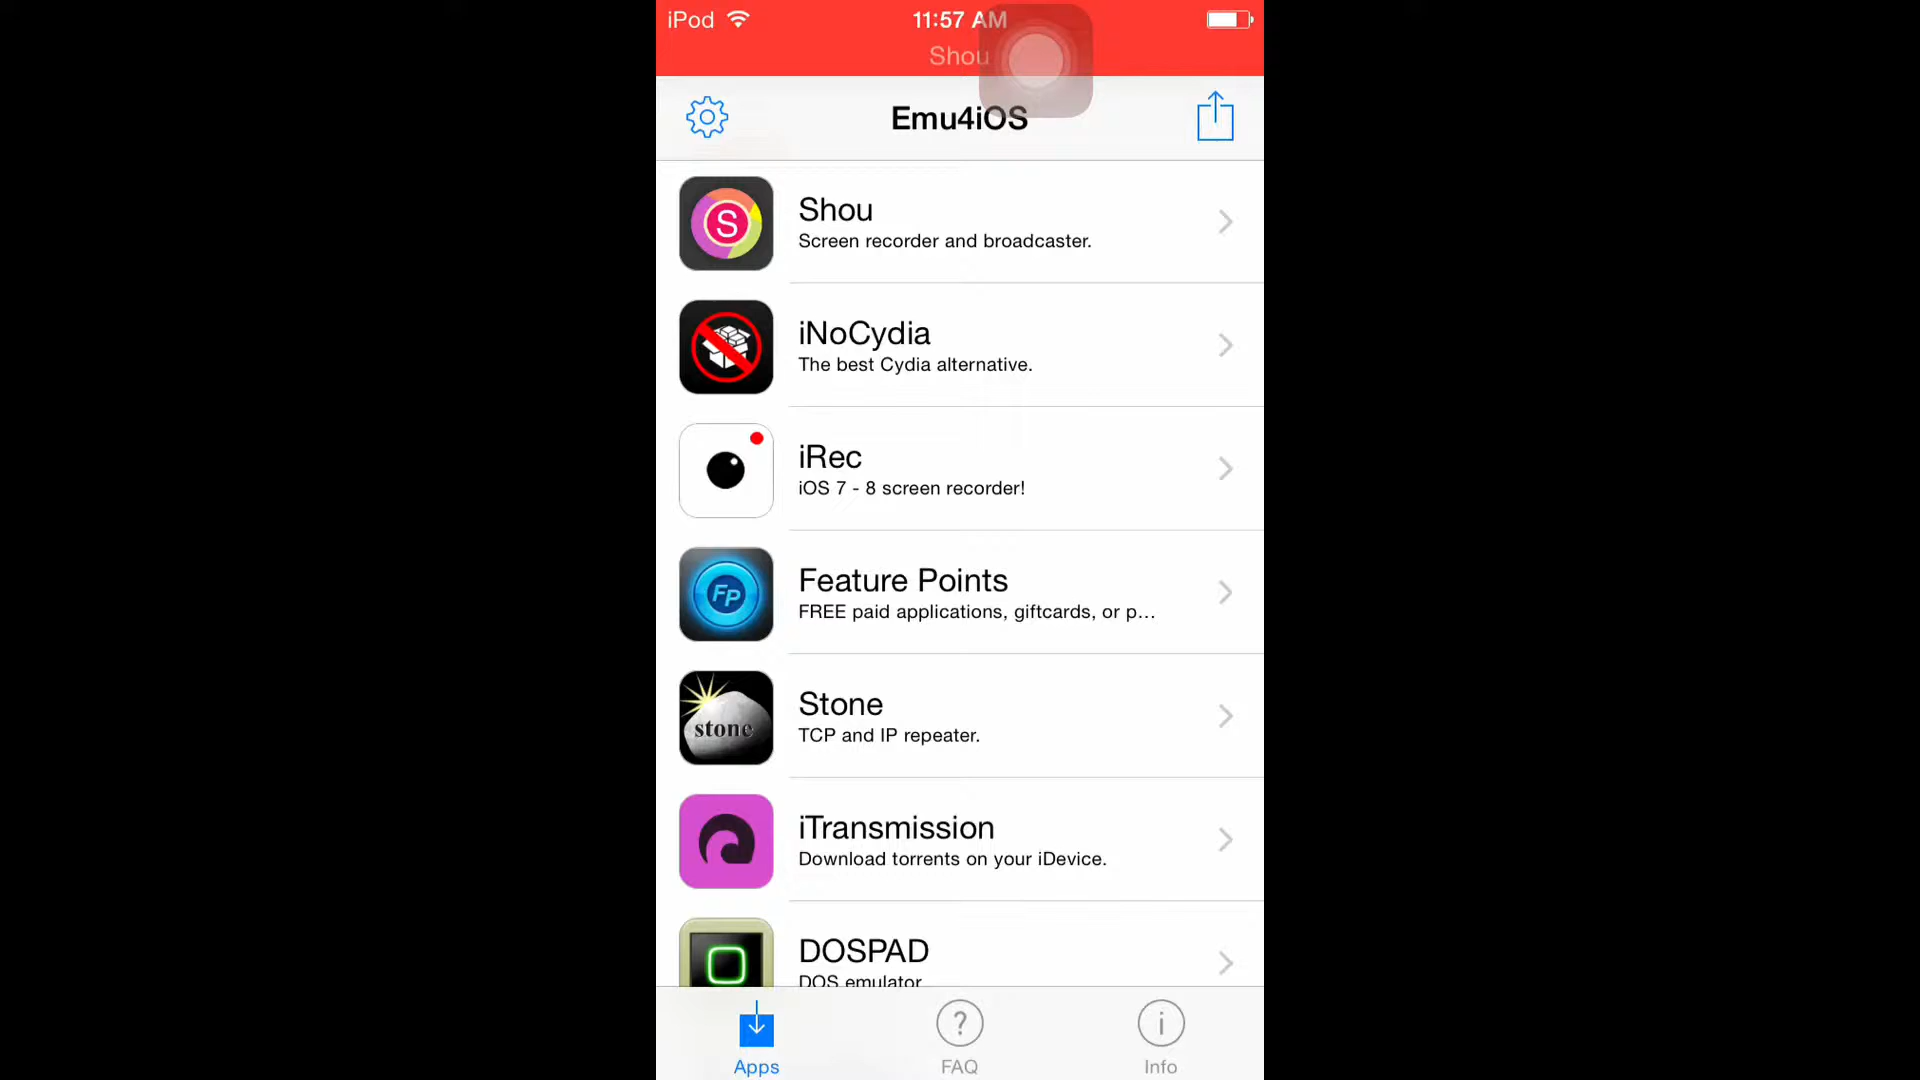 iPod 11:57 AM
Shou
Emu4iOS
S
Shou
Screen recorder and broadcaster.
iNoCydia
The best Cydia alternative.
iRec
iOS 7 - 8 screen recorder!
FP
Feature Points
FREE paid applications, giftcards, or p...
stone
Stone
TCP and IP repeater.
iTransmission
Download torrents on your iDevice.
DOSPAD
DOS emulator
Apps FAQ Info